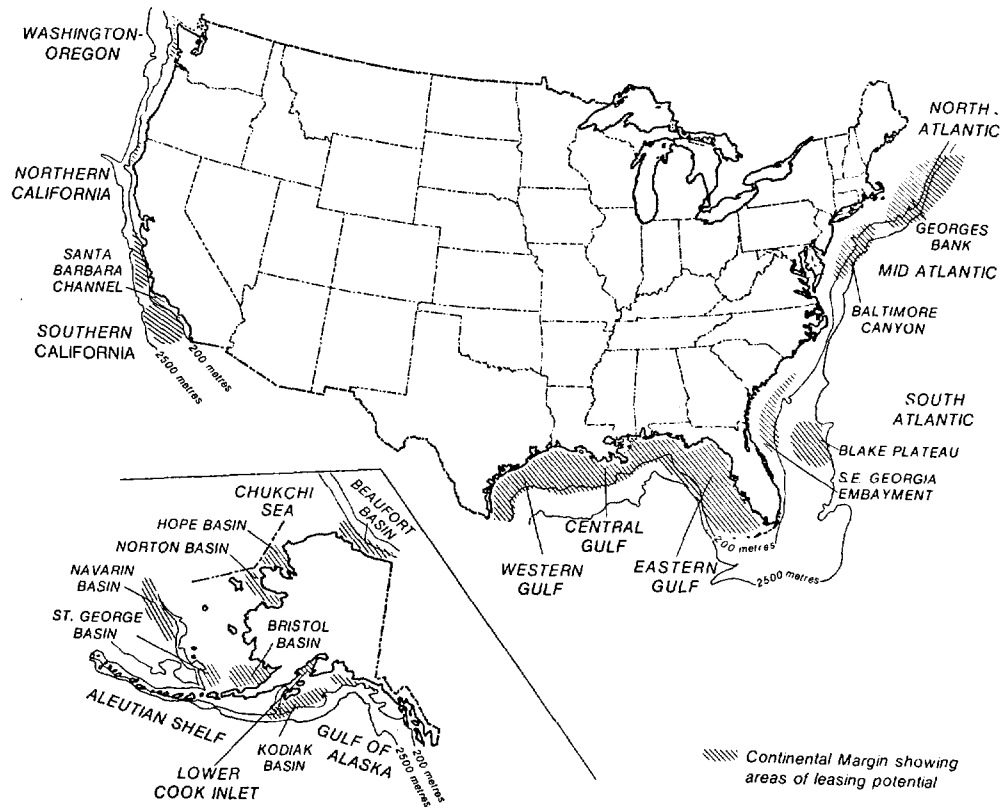 WASHINGTON-
OREGON
NORTHERN
CALIFORNIA
SANTA
BARBARA
CHANNEL
SOUTHERN
CALIFORNIA
2500 metres
200 metres
NORTH-
ATLANTIC
GEORGES
BANK
MID ATLANTIC
BALTIMORE
CANYON
SOUTH
ATLANTIC
BLAKE PLATEAU
S.E. GEORGIA
EMBAYMENT
200 metres
2500 metres
CENTRAL
GULF
WESTERN
GULF
EASTERN
GULF
CHUKCHI
SEA
BEAUFORT
BASIN
HOPE BASIN
NORTON BASIN
NAVARIN
BASIN
ST. GEORGE
BASIN
BRISTOL
BASIN
ALEUTIAN SHELF
LOWER
COOK INLET
KODIAK
BASIN
GULF OF
ALASKA
200 metres
2500 metres
Continental Margin showing
areas of leasing potential